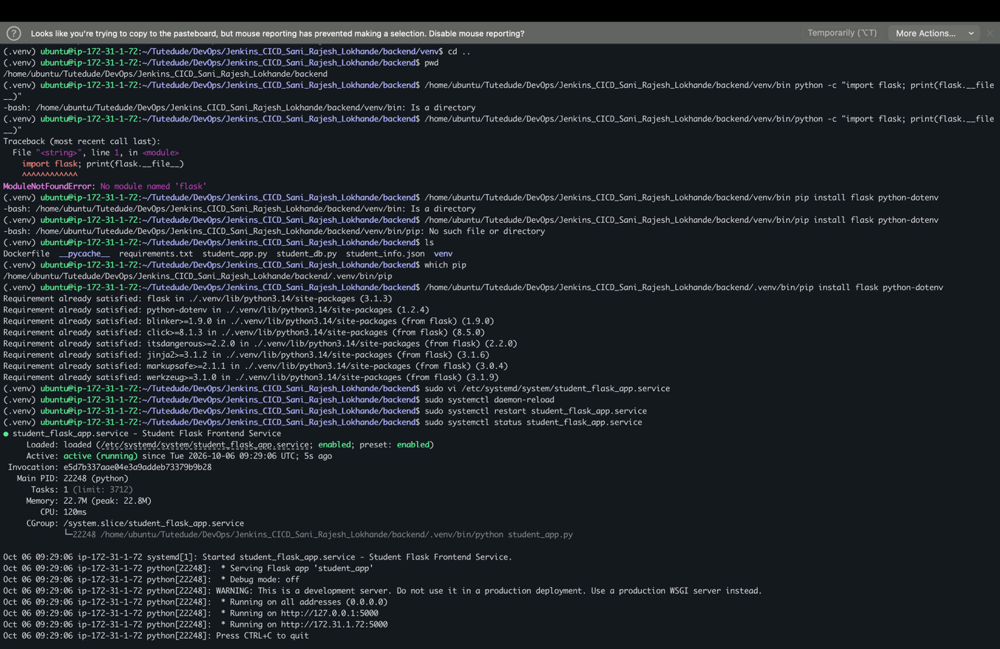 ? Looks like you're trying to copy to the pasteboard, but mouse reporting has prevented making a selection. Disable mouse reporting? Temporarily (⌥⌘T) More Actions...
(.venv) ubuntu@ip-172-31-1-72:~/Tutedude/DevOps/Jenkins_CICD_Sani_Rajesh_Lokhande/backend/venv$ cd ..
(.venv) ubuntu@ip-172-31-1-72:~/Tutedude/DevOps/Jenkins_CICD_Sani_Rajesh_Lokhande/backend$ pwd
/home/ubuntu/Tutedude/DevOps/Jenkins_CICD_Sani_Rajesh_Lokhande/backend
(.venv) ubuntu@ip-172-31-1-72:~/Tutedude/DevOps/Jenkins_CICD_Sani_Rajesh_Lokhande/backend$ /home/ubuntu/Tutedude/DevOps/Jenkins_CICD_Sani_Rajesh_Lokhande/backend/venv/bin python -c "import flask; print(flask.__file
__)"
-bash: /home/ubuntu/Tutedude/DevOps/Jenkins_CICD_Sani_Rajesh_Lokhande/backend/venv/bin: Is a directory
(.venv) ubuntu@ip-172-31-1-72:~/Tutedude/DevOps/Jenkins_CICD_Sani_Rajesh_Lokhande/backend$ /home/ubuntu/Tutedude/DevOps/Jenkins_CICD_Sani_Rajesh_Lokhande/backend/venv/bin/python -c "import flask; print(flask.__file
__)"
Traceback (most recent call last):
  File "<string>", line 1, in <module>
    import flask; print(flask.__file__)
    ^^^^^^^^^^^^
ModuleNotFoundError: No module named 'flask'
(.venv) ubuntu@ip-172-31-1-72:~/Tutedude/DevOps/Jenkins_CICD_Sani_Rajesh_Lokhande/backend$ /home/ubuntu/Tutedude/DevOps/Jenkins_CICD_Sani_Rajesh_Lokhande/backend/venv/bin pip install flask python-dotenv
-bash: /home/ubuntu/Tutedude/DevOps/Jenkins_CICD_Sani_Rajesh_Lokhande/backend/venv/bin: Is a directory
(.venv) ubuntu@ip-172-31-1-72:~/Tutedude/DevOps/Jenkins_CICD_Sani_Rajesh_Lokhande/backend$ /home/ubuntu/Tutedude/DevOps/Jenkins_CICD_Sani_Rajesh_Lokhande/backend/venv/bin/pip install flask python-dotenv
-bash: /home/ubuntu/Tutedude/DevOps/Jenkins_CICD_Sani_Rajesh_Lokhande/backend/venv/bin/pip: No such file or directory
(.venv) ubuntu@ip-172-31-1-72:~/Tutedude/DevOps/Jenkins_CICD_Sani_Rajesh_Lokhande/backend$ ls
Dockerfile  __pycache__  requirements.txt  student_app.py  student_db.py  student_info.json  venv
(.venv) ubuntu@ip-172-31-1-72:~/Tutedude/DevOps/Jenkins_CICD_Sani_Rajesh_Lokhande/backend$ which pip
/home/ubuntu/Tutedude/DevOps/Jenkins_CICD_Sani_Rajesh_Lokhande/backend/.venv/bin/pip
(.venv) ubuntu@ip-172-31-1-72:~/Tutedude/DevOps/Jenkins_CICD_Sani_Rajesh_Lokhande/backend$ /home/ubuntu/Tutedude/DevOps/Jenkins_CICD_Sani_Rajesh_Lokhande/backend/.venv/bin/pip install flask python-dotenv
Requirement already satisfied: flask in ./.venv/lib/python3.14/site-packages (3.1.3)
Requirement already satisfied: python-dotenv in ./.venv/lib/python3.14/site-packages (1.2.4)
Requirement already satisfied: blinker>=1.9.0 in ./.venv/lib/python3.14/site-packages (from flask) (1.9.0)
Requirement already satisfied: click>=8.1.3 in ./.venv/lib/python3.14/site-packages (from flask) (8.5.0)
Requirement already satisfied: itsdangerous>=2.2.0 in ./.venv/lib/python3.14/site-packages (from flask) (2.2.0)
Requirement already satisfied: jinja2>=3.1.2 in ./.venv/lib/python3.14/site-packages (from flask) (3.1.6)
Requirement already satisfied: markupsafe>=2.1.1 in ./.venv/lib/python3.14/site-packages (from flask) (3.0.4)
Requirement already satisfied: werkzeug>=3.1.0 in ./.venv/lib/python3.14/site-packages (from flask) (3.1.9)
(.venv) ubuntu@ip-172-31-1-72:~/Tutedude/DevOps/Jenkins_CICD_Sani_Rajesh_Lokhande/backend$ sudo vi /etc/systemd/system/student_flask_app.service
(.venv) ubuntu@ip-172-31-1-72:~/Tutedude/DevOps/Jenkins_CICD_Sani_Rajesh_Lokhande/backend$ sudo systemctl daemon-reload
(.venv) ubuntu@ip-172-31-1-72:~/Tutedude/DevOps/Jenkins_CICD_Sani_Rajesh_Lokhande/backend$ sudo systemctl restart student_flask_app.service
(.venv) ubuntu@ip-172-31-1-72:~/Tutedude/DevOps/Jenkins_CICD_Sani_Rajesh_Lokhande/backend$ sudo systemctl status student_flask_app.service
● student_flask_app.service - Student Flask Frontend Service
     Loaded: loaded (/etc/systemd/system/student_flask_app.service; enabled; preset: enabled)
     Active: active (running) since Tue 2026-10-06 09:29:06 UTC; 5s ago
 Invocation: e5d7b337aae04e3a9addeb73379b9b28
   Main PID: 22248 (python)
      Tasks: 1 (limit: 3712)
     Memory: 22.7M (peak: 22.8M)
        CPU: 120ms
     CGroup: /system.slice/student_flask_app.service
             └─22248 /home/ubuntu/Tutedude/DevOps/Jenkins_CICD_Sani_Rajesh_Lokhande/backend/.venv/bin/python student_app.py

Oct 06 09:29:06 ip-172-31-1-72 systemd[1]: Started student_flask_app.service - Student Flask Frontend Service.
Oct 06 09:29:06 ip-172-31-1-72 python[22248]:  * Serving Flask app 'student_app'
Oct 06 09:29:06 ip-172-31-1-72 python[22248]:  * Debug mode: off
Oct 06 09:29:06 ip-172-31-1-72 python[22248]: WARNING: This is a development server. Do not use it in a production deployment. Use a production WSGI server instead.
Oct 06 09:29:06 ip-172-31-1-72 python[22248]:  * Running on all addresses (0.0.0.0)
Oct 06 09:29:06 ip-172-31-1-72 python[22248]:  * Running on http://127.0.0.1:5000
Oct 06 09:29:06 ip-172-31-1-72 python[22248]:  * Running on http://172.31.1.72:5000
Oct 06 09:29:06 ip-172-31-1-72 python[22248]: Press CTRL+C to quit